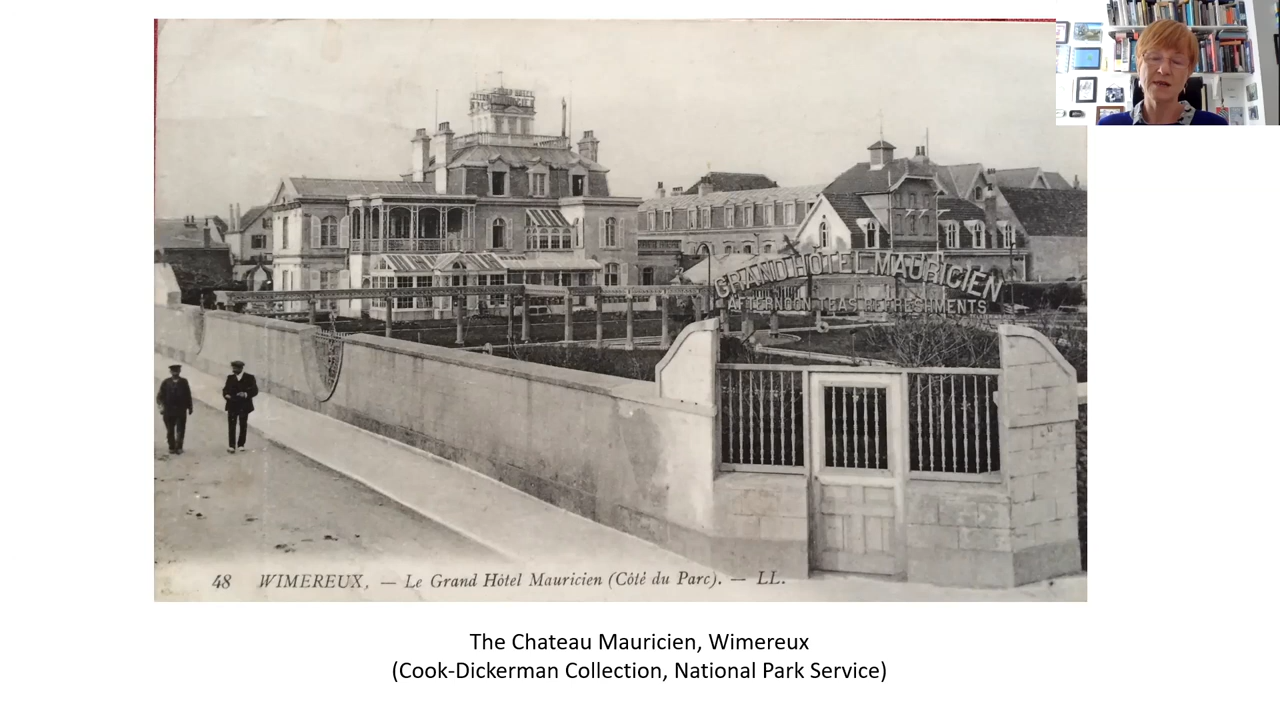 GRAND HOTEL MAURICIEN
AFTERNOON TEAS REFRESHMENTS
48 WIMEREUX, — Le Grand Hôtel Mauricien (Côté du Parc). — LL.
The Chateau Mauricien, Wimereux
(Cook-Dickerman Collection, National Park Service)